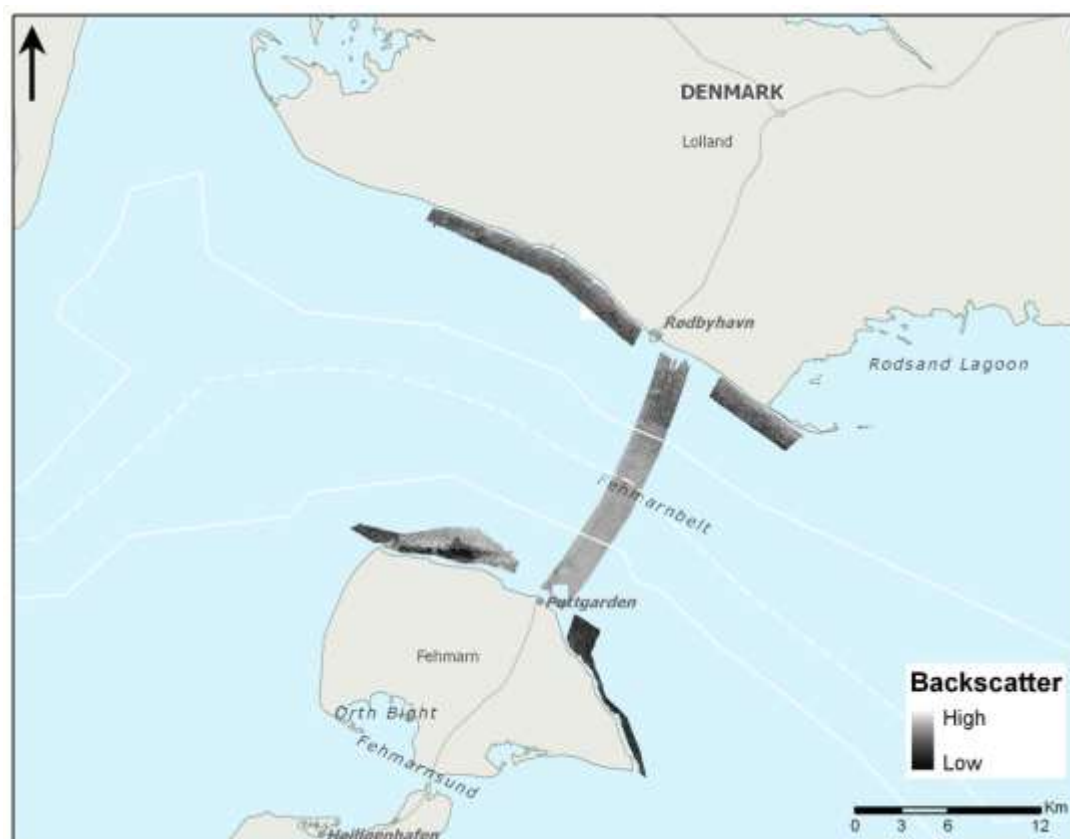 DENMARK
Lolland
Rødbyhavn
Rodsand Lagoon
Fehmarnbelt
Puttgarden
Fehmarn
Orth Bight
Fehmarnsund
Heiligenhafen
Backscatter
High
Low
Km
0 3 6 12